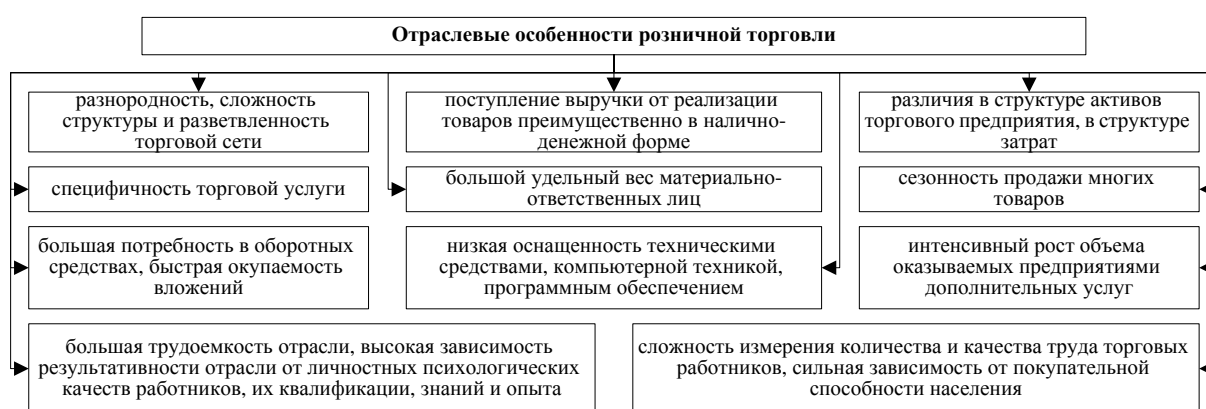 Отраслевые особенности розничной торговли
разнородность, сложность
структуры и разветвленность
торговой сети
поступление выручки от реализации
товаров преимущественно в налично-
денежной форме
различия в структуре активов
торгового предприятия, в структуре
затрат
специфичность торговой услуги
большой удельный вес материально-
ответственных лиц
сезонность продажи многих
товаров
большая потребность в оборотных
средствах, быстрая окупаемость
вложений
низкая оснащенность техническими
средствами, компьютерной техникой,
программным обеспечением
интенсивный рост объема
оказываемых предприятиями
дополнительных услуг
большая трудоемкость отрасли, высокая зависимость
результативности отрасли от личностных психологических
качеств работников, их квалификации, знаний и опыта
сложность измерения количества и качества труда торговых
работников, сильная зависимость от покупательной
способности населения